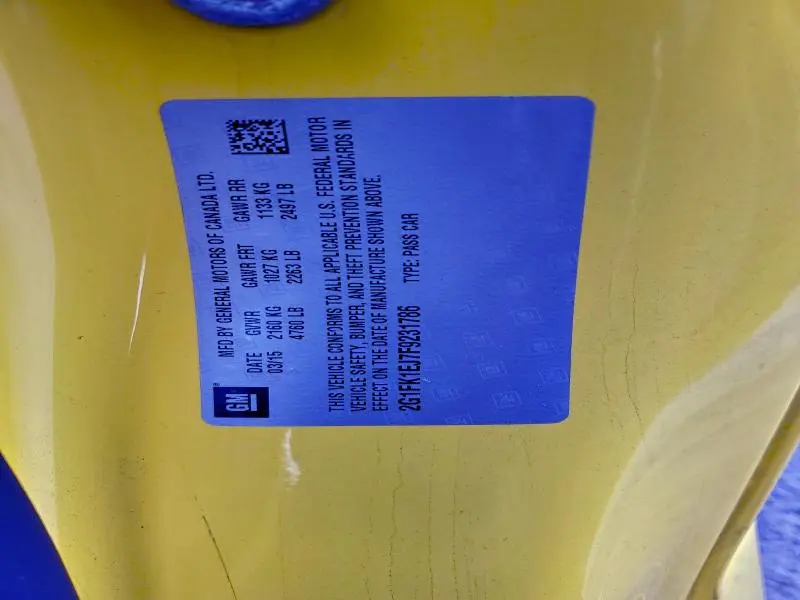 GM
MFD BY GENERAL MOTORS OF CANADA LTD.
DATE GVWR GAWR FRT GAWR RR
03/15 2160 KG 1027 KG 1133 KG
4760 LB 2263 LB 2497 LB
THIS VEHICLE CONFORMS TO ALL APPLICABLE U.S. FEDERAL MOTOR
VEHICLE SAFETY, BUMPER, AND THEFT PREVENTION STANDARDS IN
EFFECT ON THE DATE OF MANUFACTURE SHOWN ABOVE.
2G1FK1EJ7F9231786 TYPE: PASS CAR